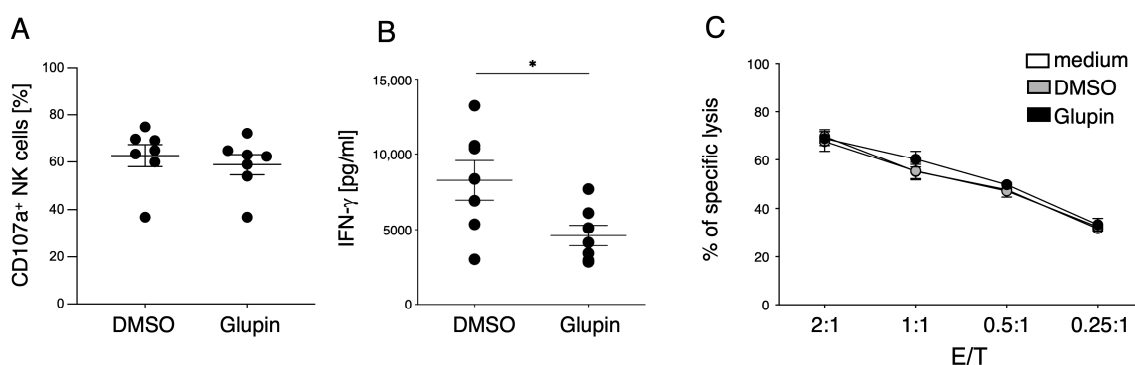 A
CD107a⁺ NK cells [%]
100
80
60
40
20
0
DMSO
Glupin
B
*
IFN-γ [pg/ml]
15,000
10,000
5000
0
DMSO
Glupin
C
medium
DMSO
Glupin
% of specific lysis
100
80
60
40
20
0
2:1
1:1
0.5:1
0.25:1
E/T